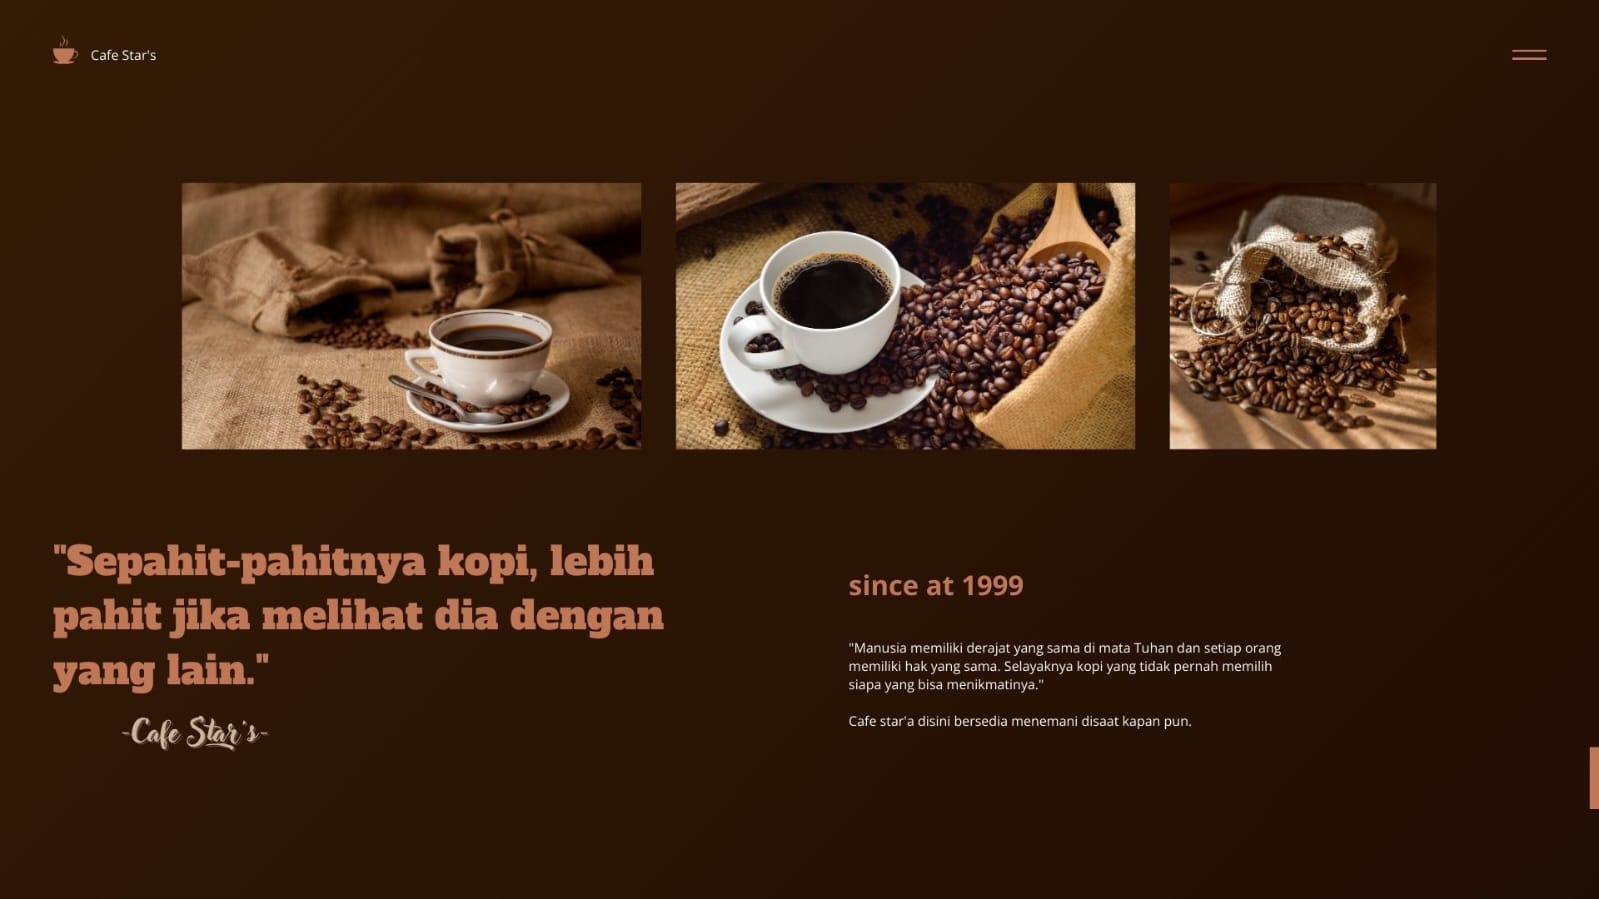 Cafe Star's
"Sepahit-pahitnya kopi, lebih
pahit jika melihat dia dengan
yang lain."
-Cafe Star's-
since at 1999
"Manusia memiliki derajat yang sama di mata Tuhan dan setiap orang
memiliki hak yang sama. Selayaknya kopi yang tidak pernah memilih
siapa yang bisa menikmatinya."
Cafe star'a disini bersedia menemani disaat kapan pun.